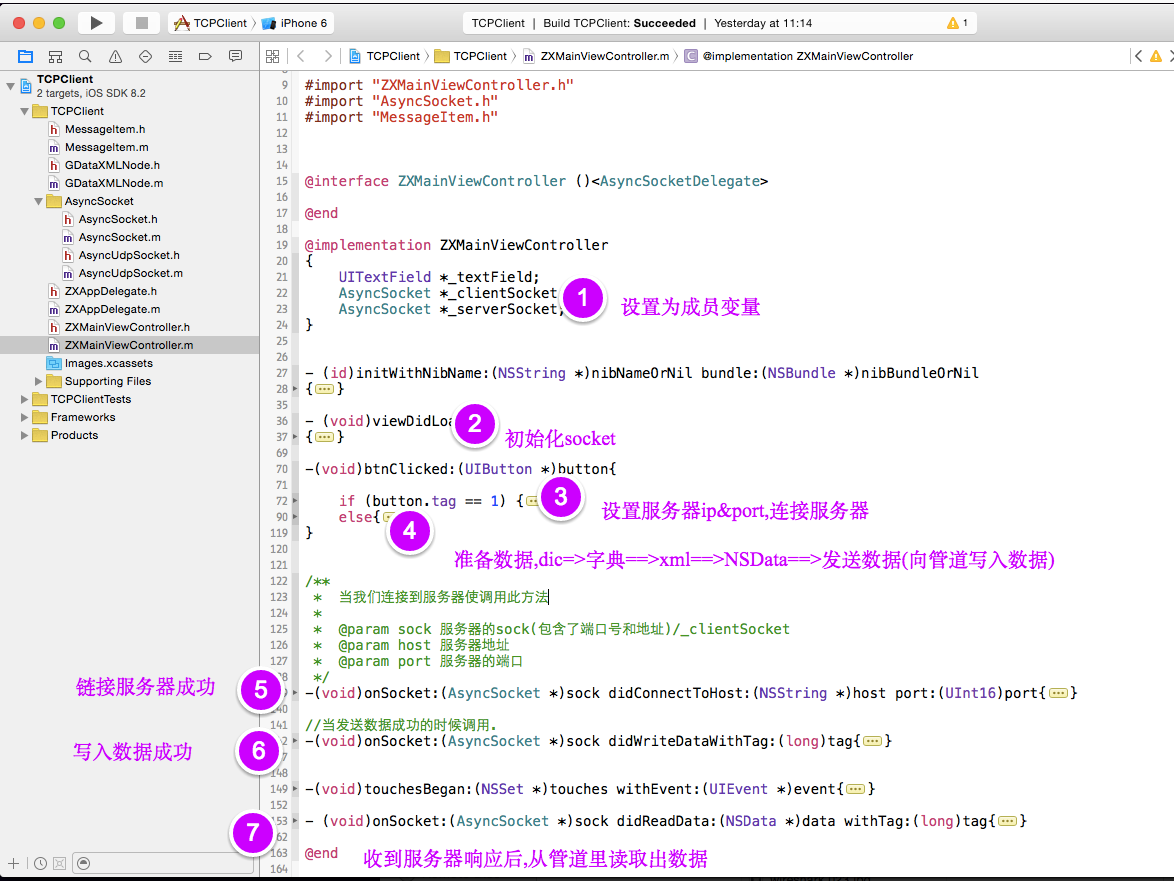 TCPClient
iPhone 6
TCPClient | Build TCPClient: Succeeded | Yesterday at 11:14
1
TCPClient
TCPClient
ZXMainViewController.m
@implementation ZXMainViewController
TCPClient
2 targets, iOS SDK 8.2
TCPClient
MessageItem.h
MessageItem.m
GDataXMLNode.h
GDataXMLNode.m
AsyncSocket
AsyncSocket.h
AsyncSocket.m
AsyncUdpSocket.h
AsyncUdpSocket.m
ZXAppDelegate.h
ZXAppDelegate.m
ZXMainViewController.h
ZXMainViewController.m
Images.xcassets
Supporting Files
TCPClientTests
Frameworks
Products
9 #import "ZXMainViewController.h"
10 #import "AsyncSocket.h"
11 #import "MessageItem.h"
12
13
14
15 @interface ZXMainViewController ()<AsyncSocketDelegate>
16
17 @end
18
19 @implementation ZXMainViewController
20 {
21 UITextField *_textField;
22 AsyncSocket *_clientSocket
23 AsyncSocket *_serverSocket;
1 设置为成员变量
24 }
25
26
27 - (id)initWithNibName:(NSString *)nibNameOrNil bundle:(NSBundle *)nibBundleOrNil
28 {...}
35
36 - (void)viewDidLoa
2 初始化socket
37 {...}
69
70 -(void)btnClicked:(UIButton *)button{
71
72 if (button.tag == 1) {
3 设置服务器ip&port,连接服务器
90 else{
4 准备数据,dic=>字典==>xml==>NSData==>发送数据(向管道写入数据)
119 }
120
121
122 /**
123 * 当我们连接到服务器使调用此方法
124 *
125 * @param sock 服务器的sock(包含了端口号和地址)/_clientSocket
126 * @param host 服务器地址
127 * @param port 服务器的端口
*/
链接服务器成功 5
-(void)onSocket:(AsyncSocket *)sock didConnectToHost:(NSString *)host port:(UInt16)port{...}
140
141 //当发送数据成功的时候调用.
写入数据成功 6
-(void)onSocket:(AsyncSocket *)sock didWriteDataWithTag:(long)tag{...}
148
149 -(void)touchesBegan:(NSSet *)touches withEvent:(UIEvent *)event{...}
152
7
153 - (void)onSocket:(AsyncSocket *)sock didReadData:(NSData *)data withTag:(long)tag{...}
162
163 @end
收到服务器响应后,从管道里读取出数据
164